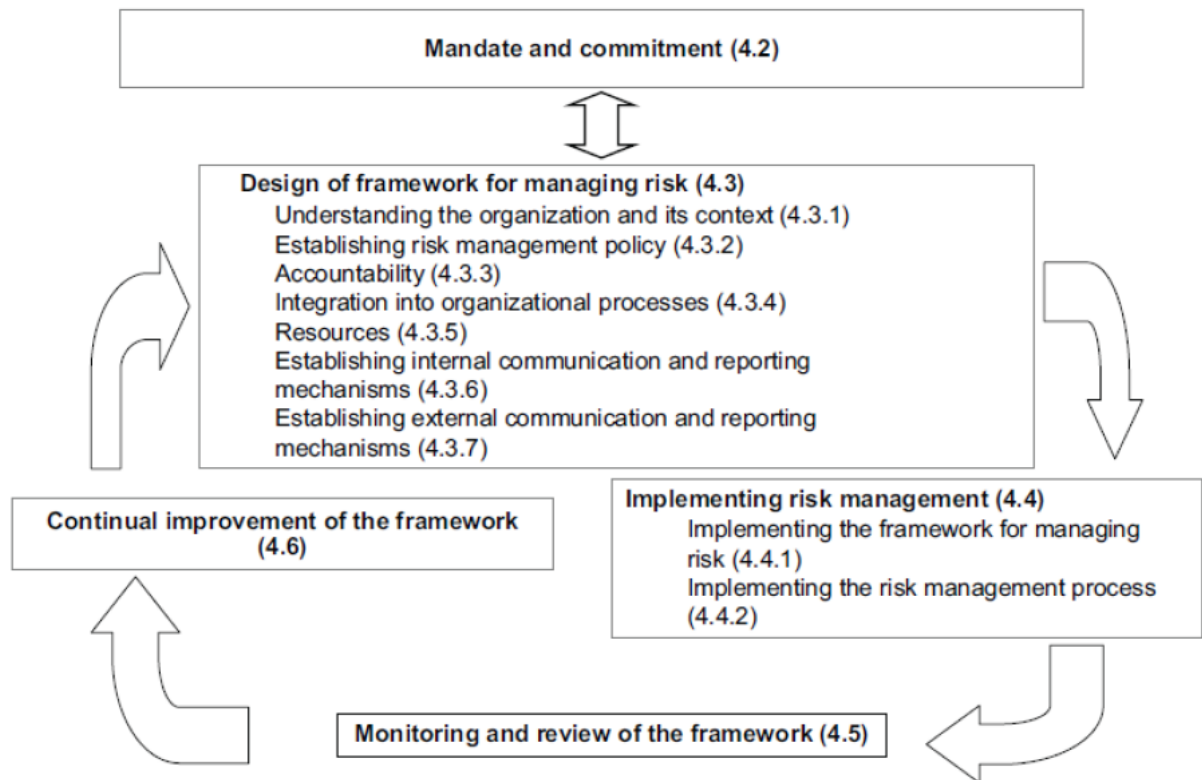 Mandate and commitment (4.2)
Design of framework for managing risk (4.3)
Understanding the organization and its context (4.3.1)
Establishing risk management policy (4.3.2)
Accountability (4.3.3)
Integration into organizational processes (4.3.4)
Resources (4.3.5)
Establishing internal communication and reporting
mechanisms (4.3.6)
Establishing external communication and reporting
mechanisms (4.3.7)
Implementing risk management (4.4)
Implementing the framework for managing
risk (4.4.1)
Implementing the risk management process
(4.4.2)
Continual improvement of the framework
(4.6)
Monitoring and review of the framework (4.5)